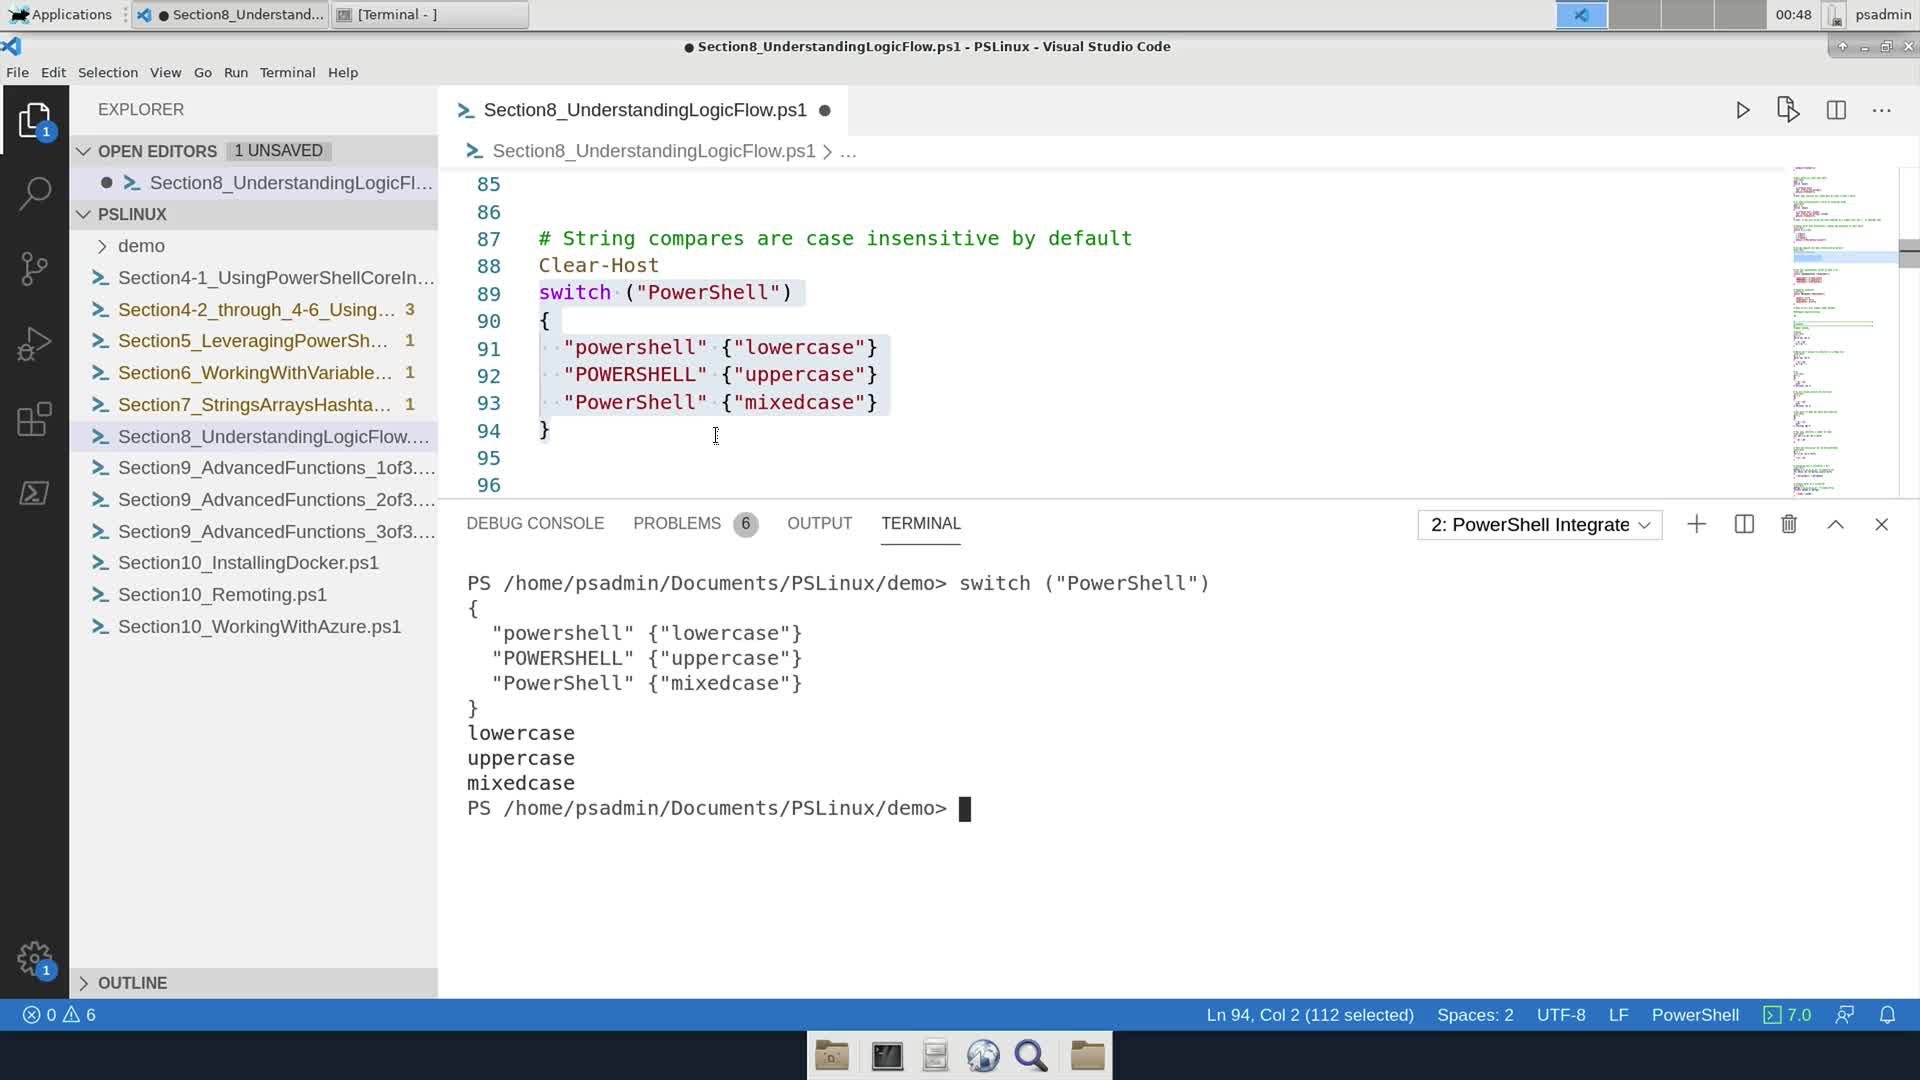 Applications
● Section8_Understand...
[Terminal - ]
00:48
psadmin
● Section8_UnderstandingLogicFlow.ps1 - PSLinux - Visual Studio Code
File Edit Selection View Go Run Terminal Help
EXPLORER
OPEN EDITORS 1 UNSAVED
Section8_UnderstandingLogicFl...
PSLINUX
demo
Section4-1_UsingPowerShellCoreIn...
Section4-2_through_4-6_Using... 3
Section5_LeveragingPowerSh... 1
Section6_WorkingWithVariable... 1
Section7_StringsArraysHashta... 1
Section8_UnderstandingLogicFlow....
Section9_AdvancedFunctions_1of3....
Section9_AdvancedFunctions_2of3....
Section9_AdvancedFunctions_3of3....
Section10_InstallingDocker.ps1
Section10_Remoting.ps1
Section10_WorkingWithAzure.ps1
OUTLINE
1
1
Section8_UnderstandingLogicFlow.ps1 ●
Section8_UnderstandingLogicFlow.ps1 > ...
85
86
87 # String compares are case insensitive by default
88 Clear-Host
89 switch ("PowerShell")
90 {
91 "powershell" {"lowercase"}
92 "POWERSHELL" {"uppercase"}
93 "PowerShell" {"mixedcase"}
94 }
95
96
DEBUG CONSOLE PROBLEMS 6 OUTPUT TERMINAL
2: PowerShell Integrate
PS /home/psadmin/Documents/PSLinux/demo> switch ("PowerShell")
{
"powershell" {"lowercase"}
"POWERSHELL" {"uppercase"}
"PowerShell" {"mixedcase"}
}
lowercase
uppercase
mixedcase
PS /home/psadmin/Documents/PSLinux/demo>
0 6
Ln 94, Col 2 (112 selected) Spaces: 2 UTF-8 LF PowerShell 7.0